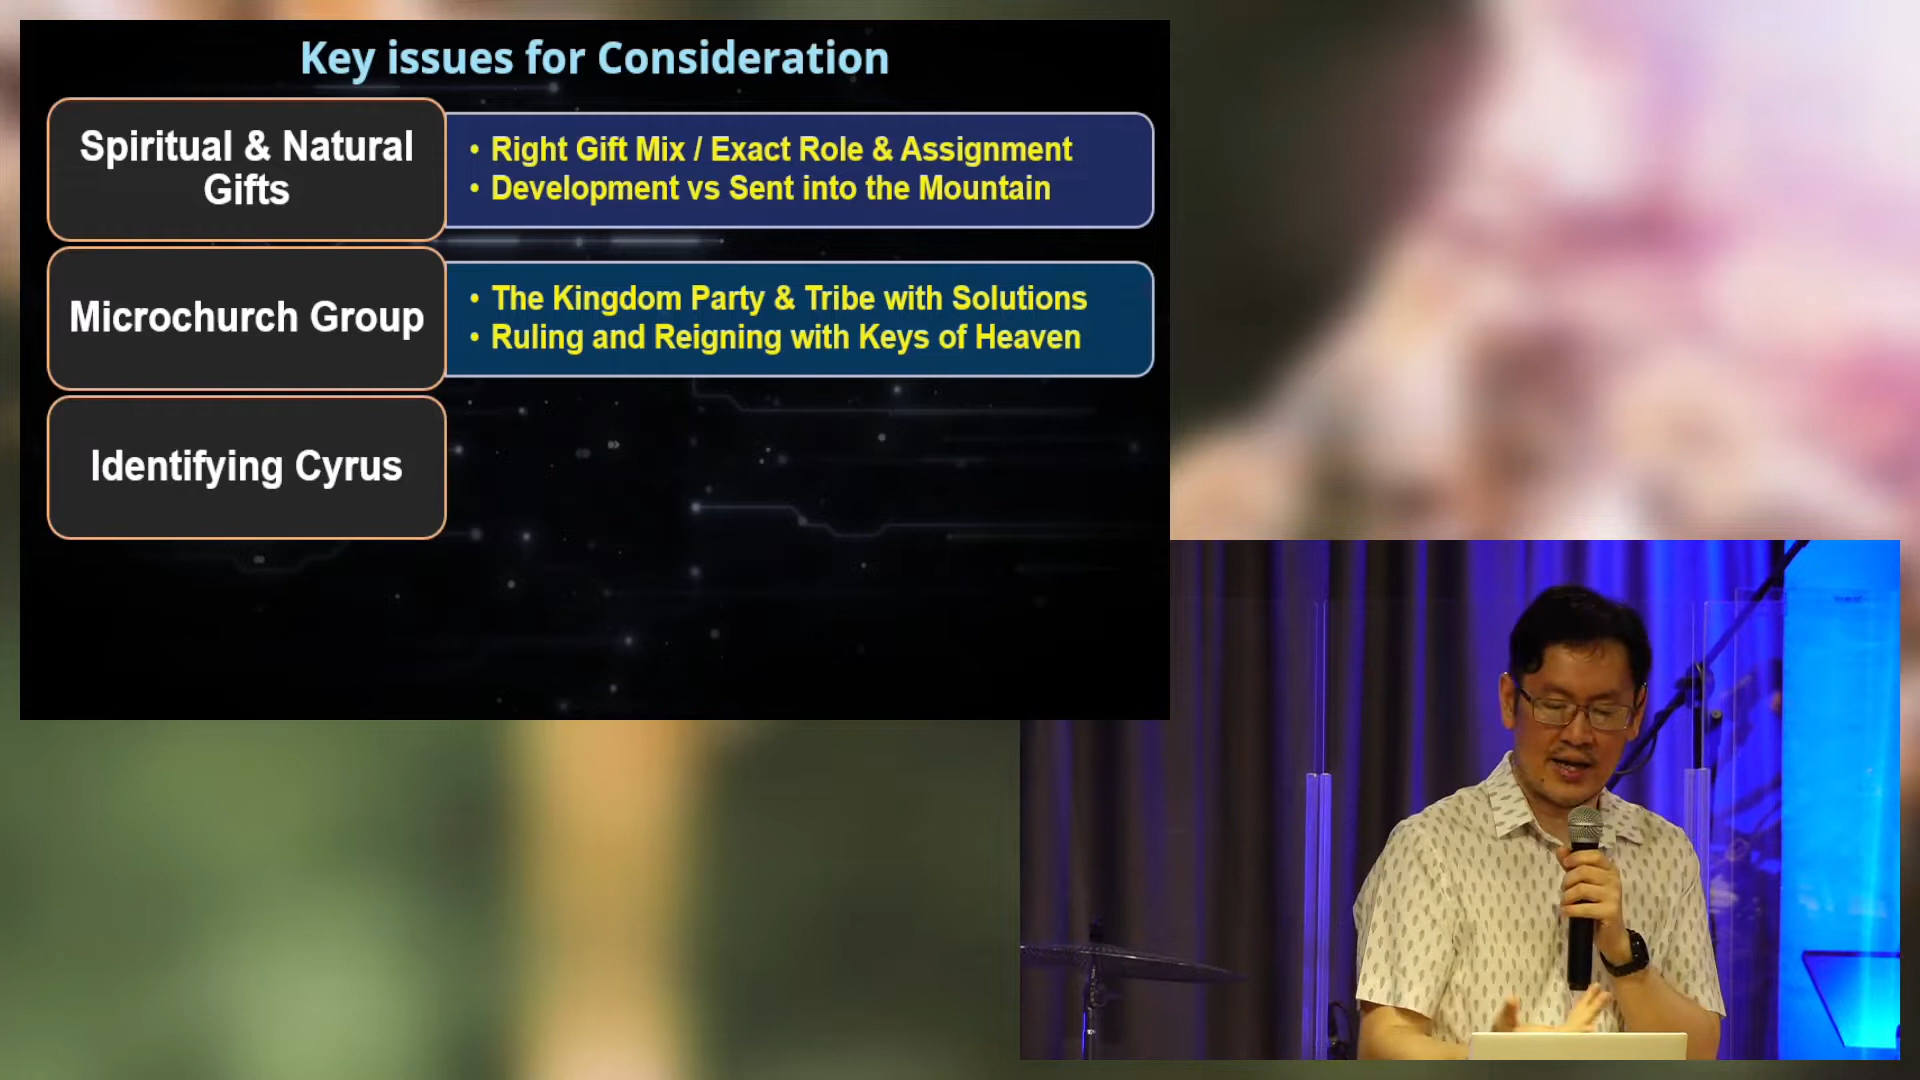 Key issues for Consideration
Spiritual & Natural
Gifts
• Right Gift Mix / Exact Role & Assignment
• Development vs Sent into the Mountain
Microchurch Group
• The Kingdom Party & Tribe with Solutions
• Ruling and Reigning with Keys of Heaven
Identifying Cyrus